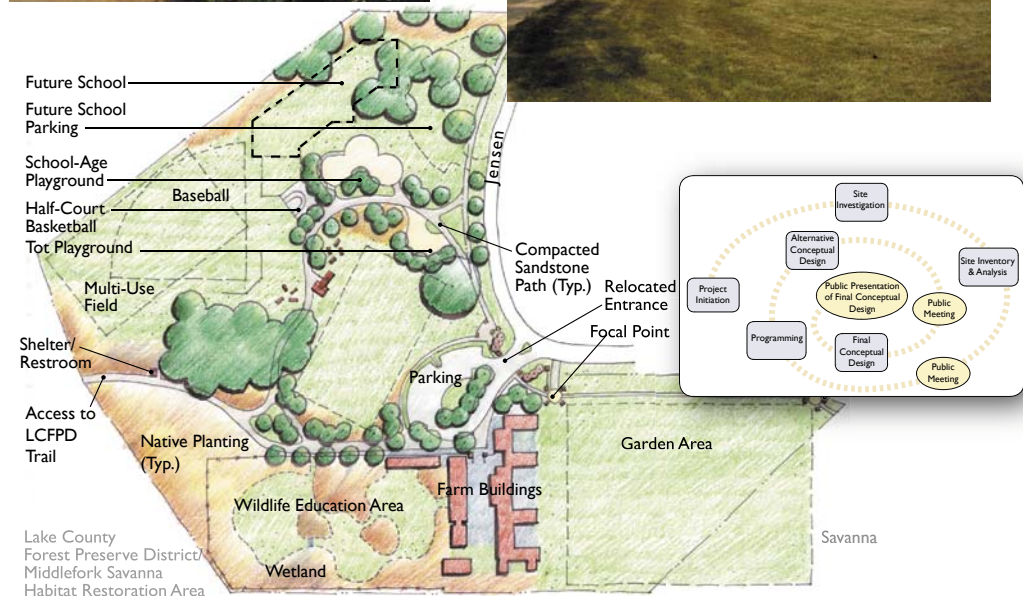 Future School
Future School
Parking
School-Age
Playground
Baseball
Half-Court
Basketball
Tot Playground
Multi-Use
Field
Shelter/
Restroom
Access to
LCFPD
Trail
Native Planting
(Typ.)
Wildlife Education Area
Wetland
Lake County
Forest Preserve District/
Middlefork Savanna
Habitat Restoration Area
Jensen
Compacted
Sandstone
Path (Typ.)
Relocated
Entrance
Focal Point
Parking
Farm Buildings
Garden Area
Savanna
Site
Investigation
Alternative
Conceptual
Design
Site Inventory
& Analysis
Project
Initiation
Public Presentation
of Final Conceptual
Design
Public
Meeting
Programming
Final
Conceptual
Design
Public
Meeting